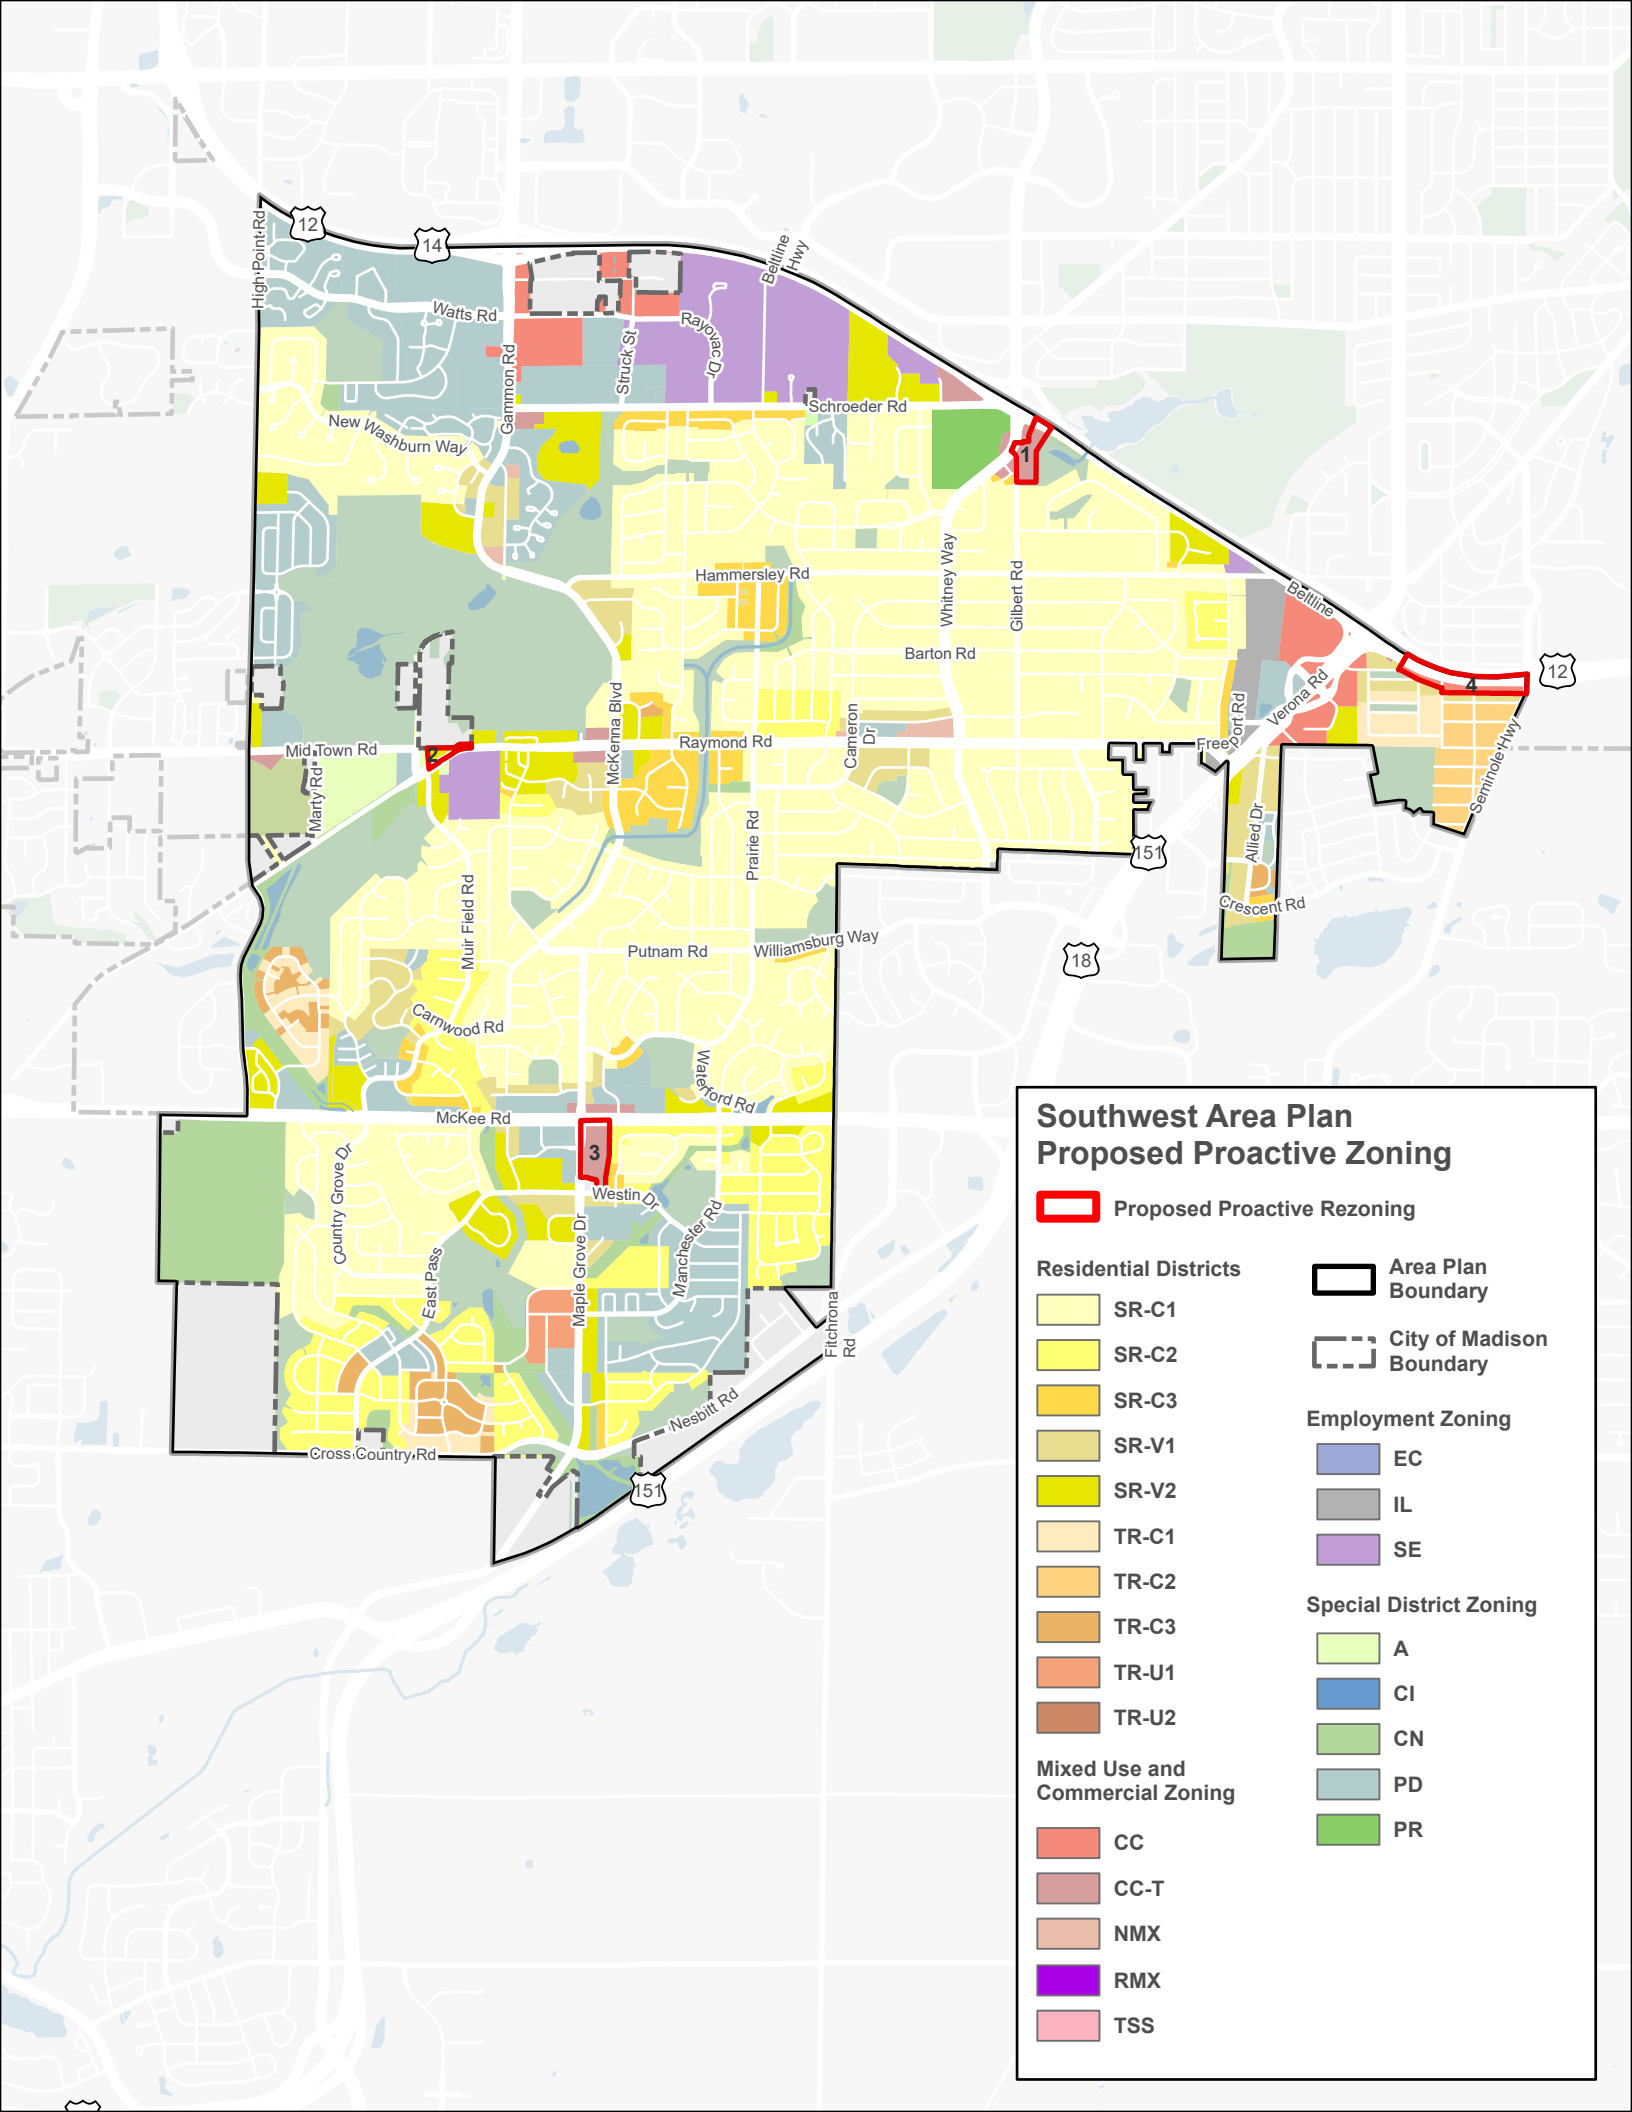 12
14
Beltline
Hwy
High Point Rd
Watts Rd
Rayovac Dr
Struck St
Gammon Rd
Schroeder Rd
New Washburn Way
1
Hammersley Rd
Whitney Way
Gilbert Rd
Beltline
Barton Rd
12
4
Verona Rd
Freeport Rd
McKenna Blvd
Cameron
Dr
Raymond Rd
Mid Town Rd
2
Marty Rd
Seminole Hwy
Allied Dr
Prairie Rd
151
Crescent Rd
Muir Field Rd
Putnam Rd
Williamsburg Way
18
Carnwood Rd
Waterford Rd
McKee Rd
3
Westin Dr
Country Grove Dr
Maple Grove Dr
Manchester Rd
East Pass
Fitchrona
Rd
Nesbitt Rd
Cross Country Rd
151
Southwest Area Plan
Proposed Proactive Zoning
Proposed Proactive Rezoning
Residential Districts
SR-C1
SR-C2
SR-C3
SR-V1
SR-V2
TR-C1
TR-C2
TR-C3
TR-U1
TR-U2
Mixed Use and
Commercial Zoning
CC
CC-T
NMX
RMX
TSS
Area Plan
Boundary
City of Madison
Boundary
Employment Zoning
EC
IL
SE
Special District Zoning
A
CI
CN
PD
PR